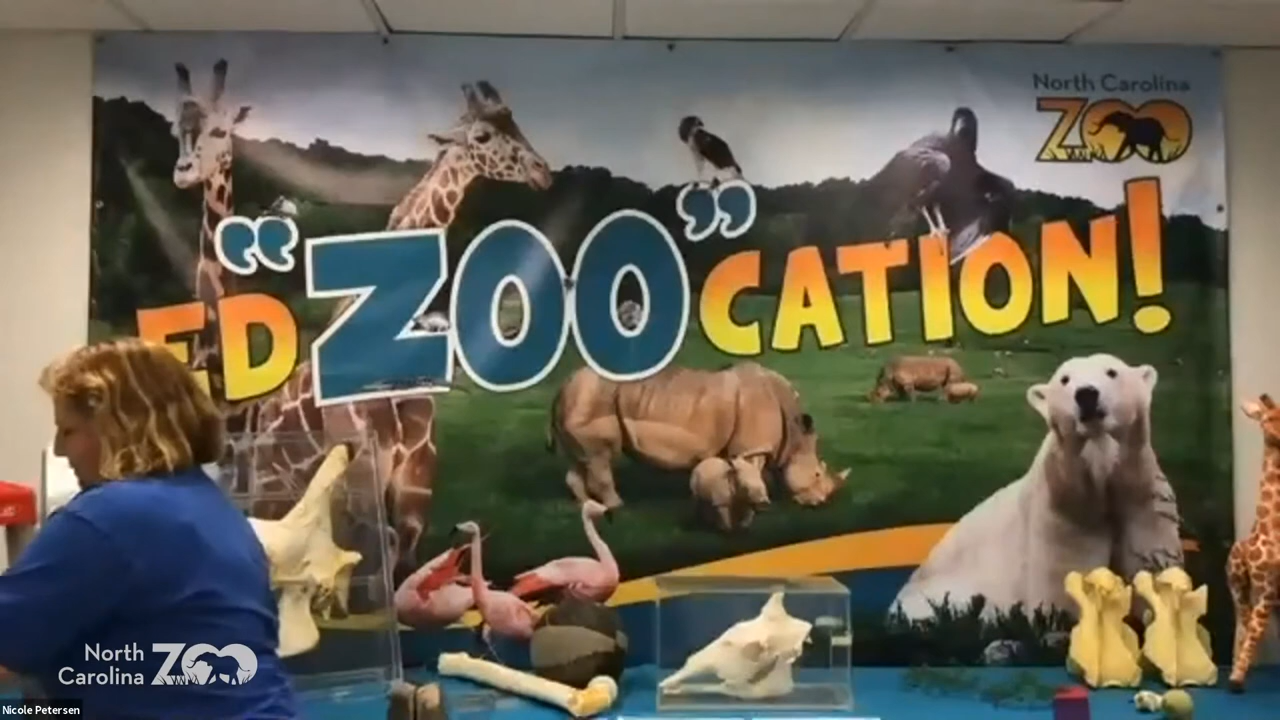 North Carolina
ZOO
ED"ZOO"CATION!
North
Carolina ZOO
Nicole Petersen